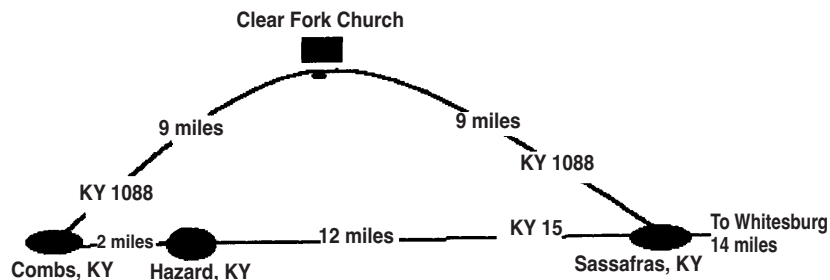 Clear Fork Church
9 miles
9 miles
KY 1088
KY 1088
2 miles
12 miles
KY 15
To Whitesburg
14 miles
Combs, KY
Hazard, KY
Sassafras, KY